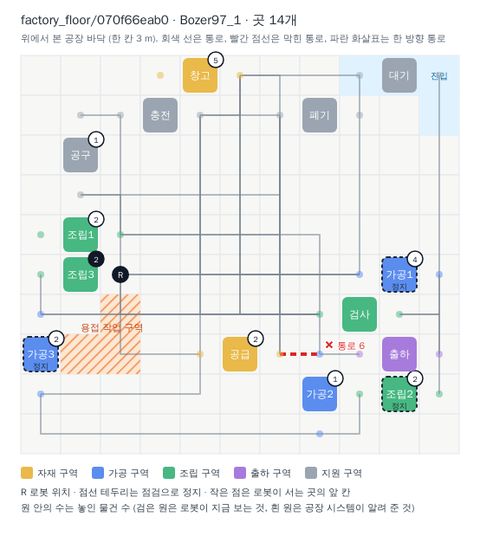 factory_floor/070f66eab0 · Bozer97_1 · 곳 14개
위에서 본 공장 바닥 (한 칸 3 m). 회색 선은 통로, 빨간 점선은 막힌 통로, 파란 화살표는 한 방향 통로
창고 5
대기
진입
충전
폐기
공구 1
조립1 2
조립3 2
R
가공1 4
정지
검사
용접 작업 구역
가공3 2
정지
공급 2
× 통로 6
출하
가공2 1
조립2 2
정지
자재 구역 가공 구역 조립 구역 출하 구역 지원 구역
R 로봇 위치 · 점선 테두리는 점검으로 정지 · 작은 점은 로봇이 서는 곳의 앞 칸
원 안의 수는 놓인 물건 수 (검은 원은 로봇이 지금 보는 것, 흰 원은 공장 시스템이 알려 준 것)